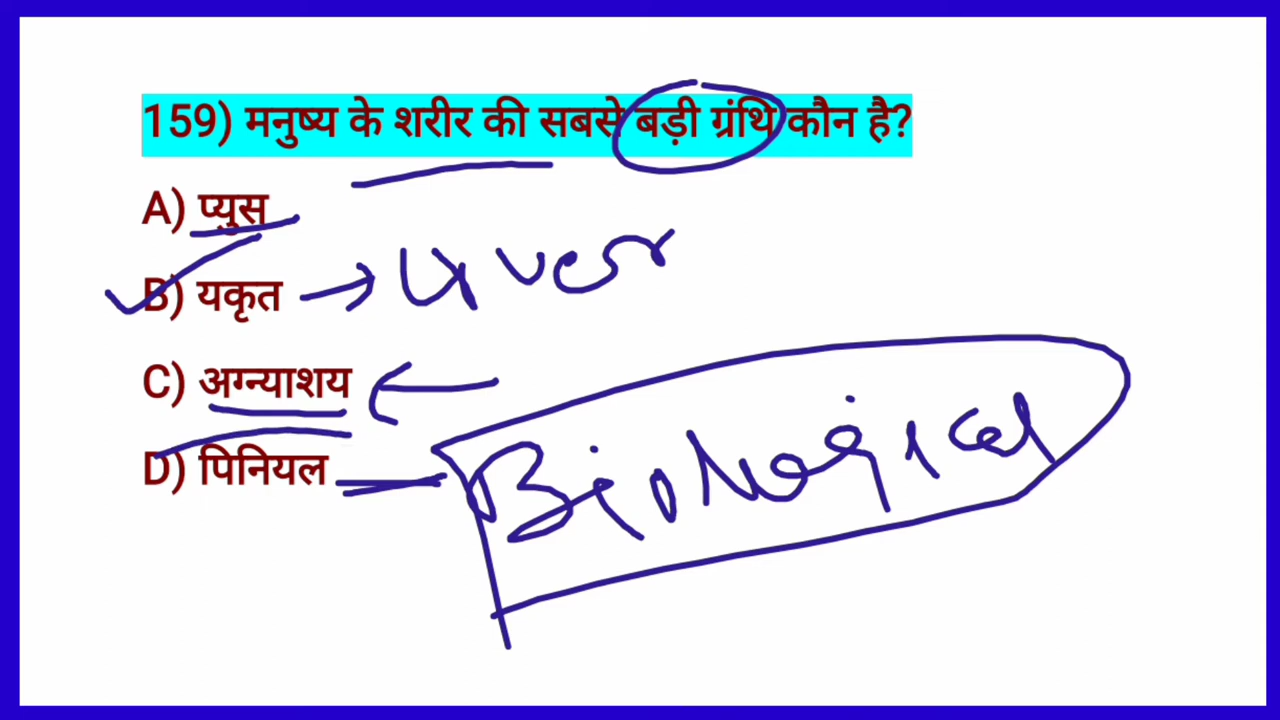 159) मनुष्य के शरीर की सबसे बड़ी ग्रंथि कौन है?
A) प्युस
B) यकृत → Liver
C) अग्न्याशय
D) पिनियल
Biological